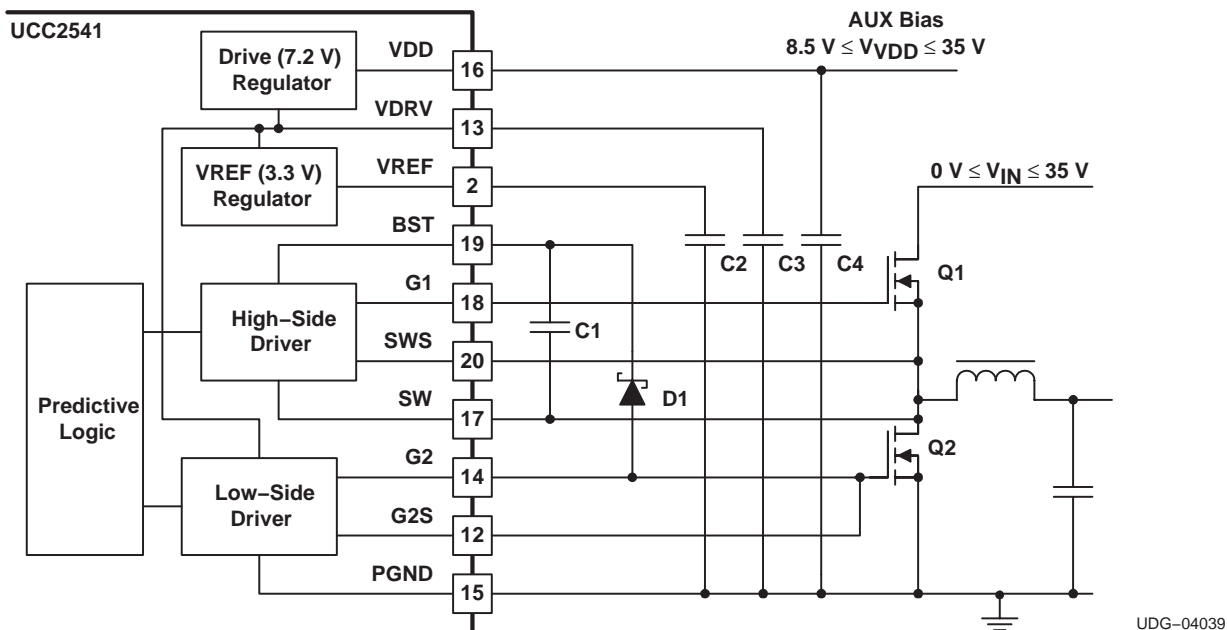 UCC2541
AUX Bias
8.5 V ≤ VVDD ≤ 35 V
Drive (7.2 V)
Regulator
VDD
16
VDRV
13
VREF (3.3 V)
Regulator
VREF
2
0 V ≤ VIN ≤ 35 V
BST
19
C2
C3
C4
Q1
G1
18
High−Side
Driver
C1
SWS
20
Predictive
Logic
SW
17
D1
Q2
G2
14
Low−Side
Driver
G2S
12
PGND
15
UDG−04039